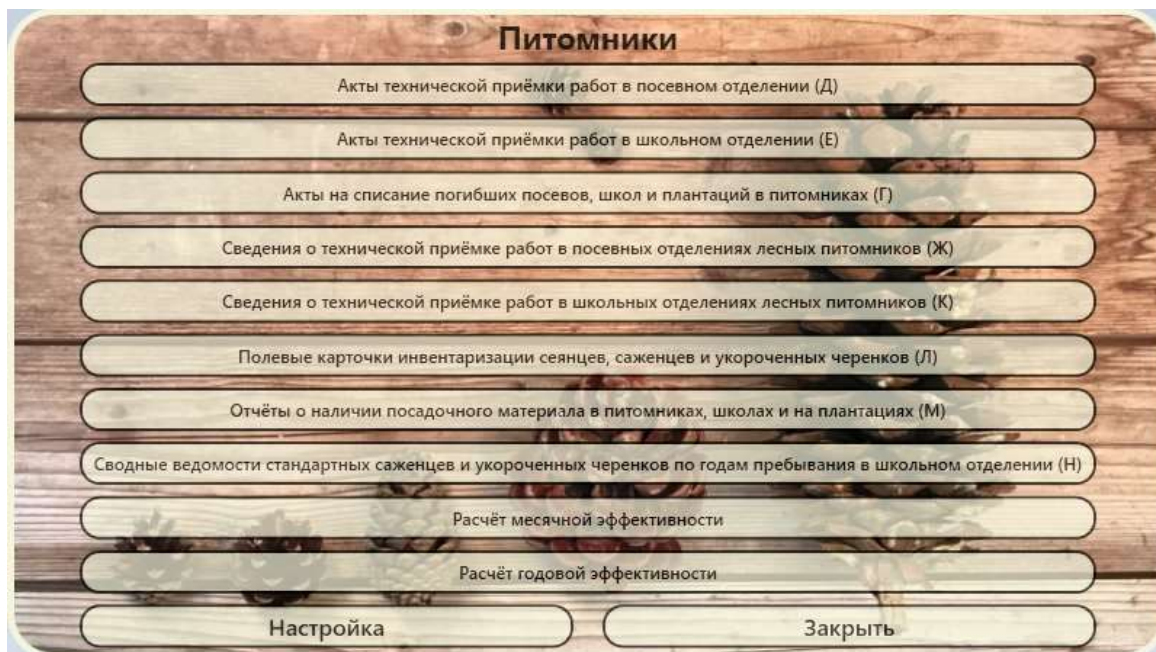 Питомники
Акты технической приёмки работ в посевном отделении (Д)
Акты технической приёмки работ в школьном отделении (Е)
Акты на списание погибших посевов, школ и плантаций в питомниках (Г)
Сведения о технической приёмке работ в посевных отделениях лесных питомников (Ж)
Сведения о технической приёмке работ в школьных отделениях лесных питомников (К)
Полевые карточки инвентаризации сеянцев, саженцев и укороченных черенков (Л)
Отчёты о наличии посадочного материала в питомниках, школах и на плантациях (М)
Сводные ведомости стандартных саженцев и укороченных черенков по годам пребывания в школьном отделении (Н)
Расчёт месячной эффективности
Расчёт годовой эффективности
Настройка
Закрыть